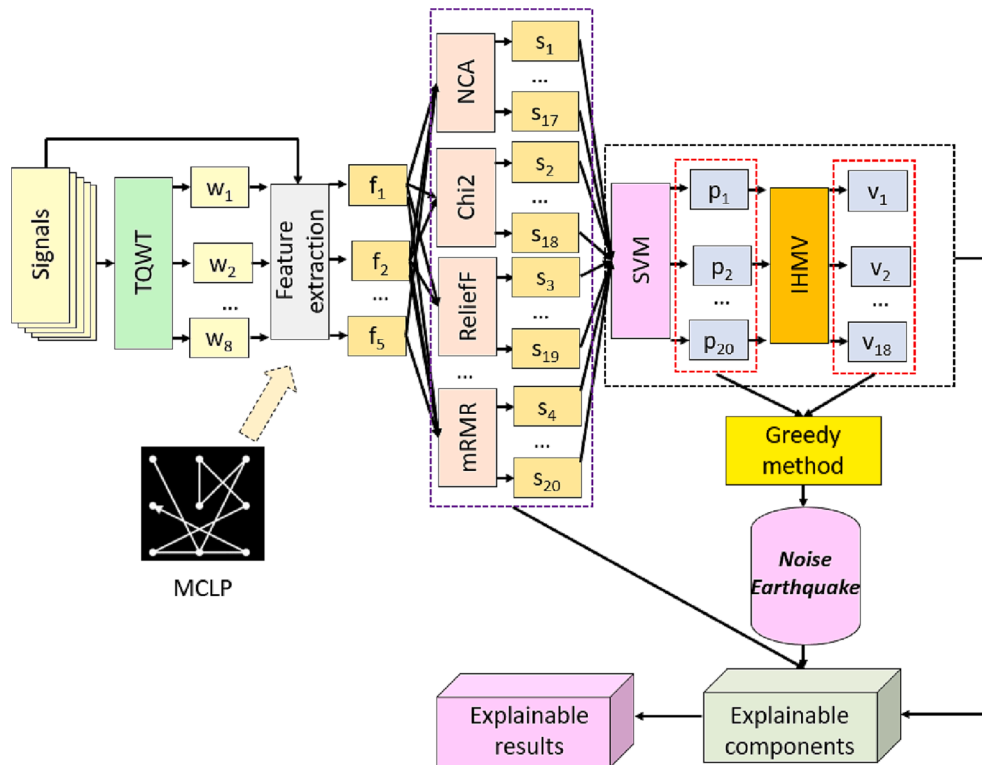 Signals
TQWT
w1
w2
...
w8
Feature
extraction
MCLP
f1
f2
...
f5
NCA
Chi2
ReliefF
...
mRMR
s1
...
s17
s2
...
s18
s3
...
s19
s4
...
s20
SVM
p1
p2
...
p20
IHMV
v1
v2
...
v18
Greedy
method
Noise
Earthquake
Explainable
components
Explainable
results